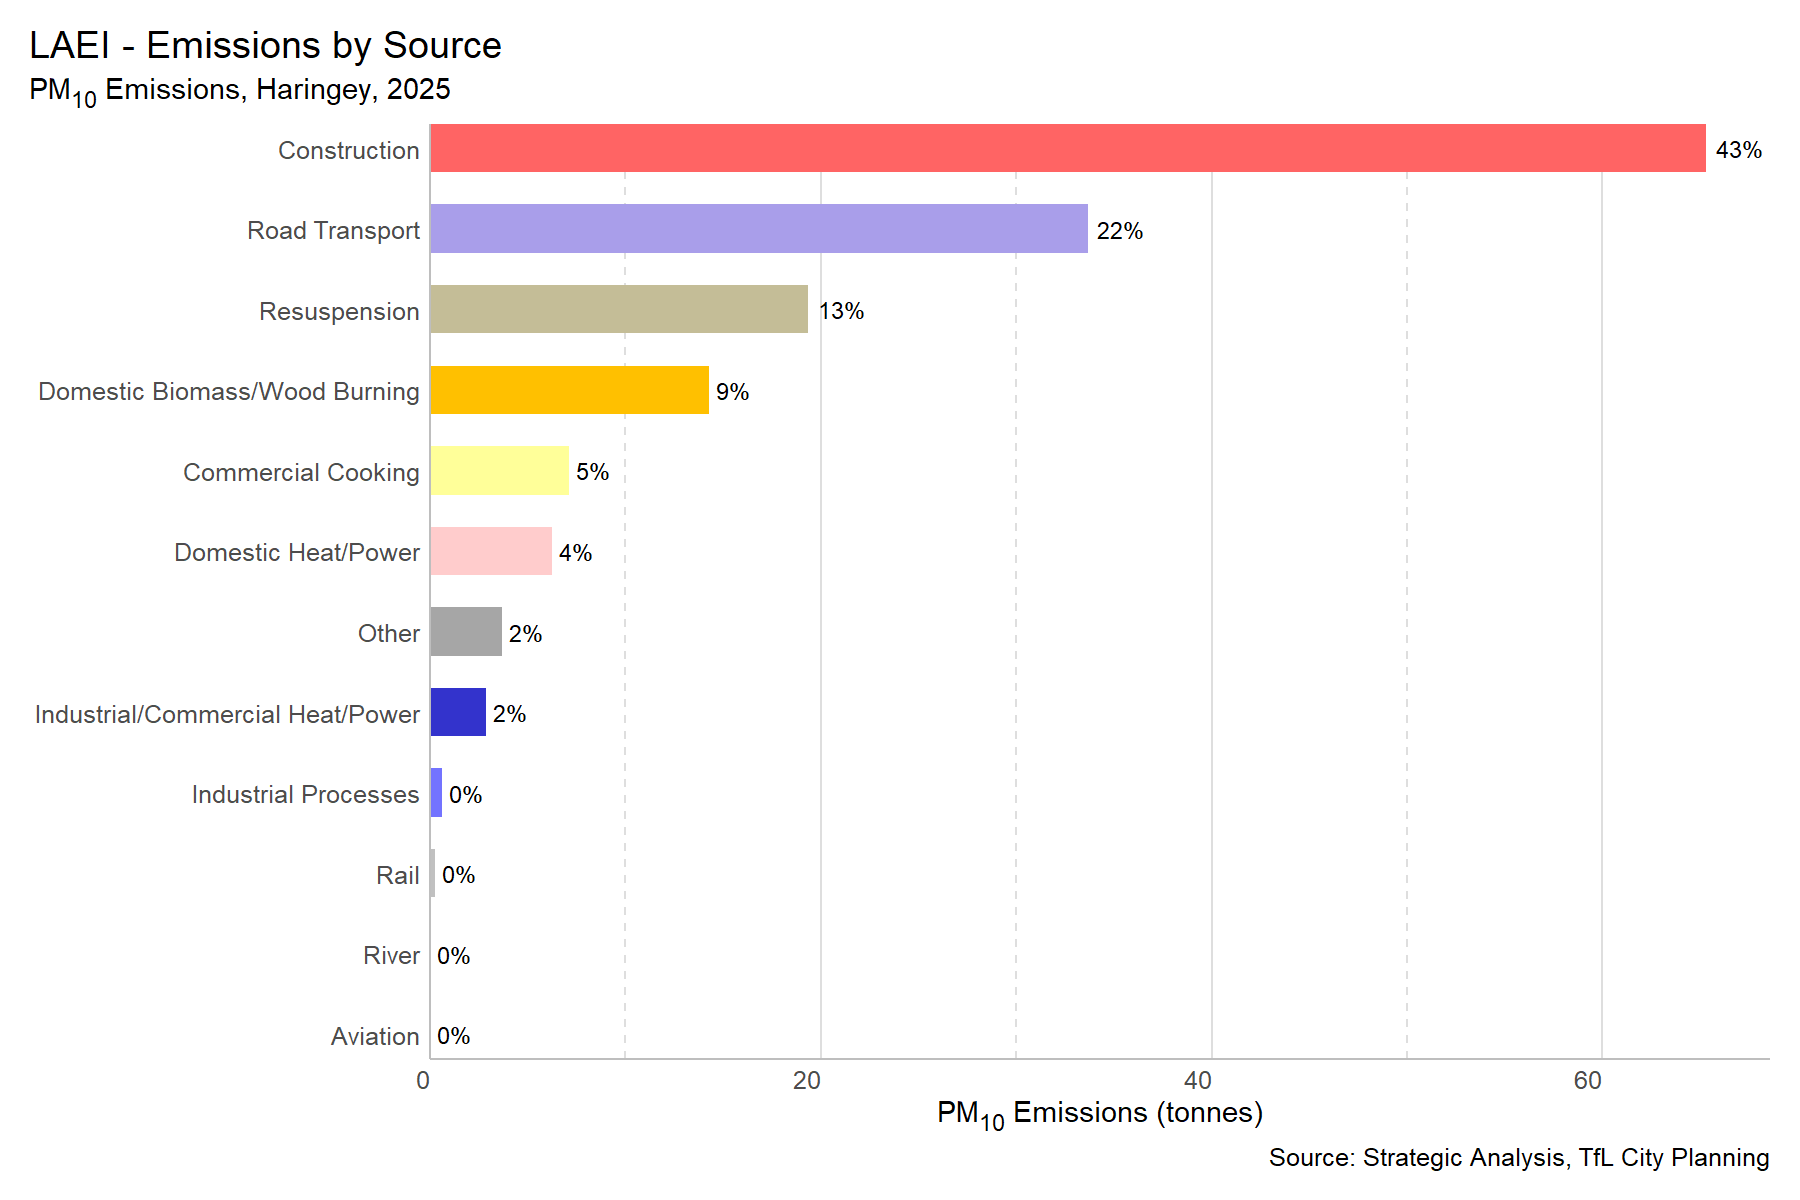 LAEI - Emissions by Source
PM10 Emissions, Haringey, 2025
Construction 43%
Road Transport 22%
Resuspension 13%
Domestic Biomass/Wood Burning 9%
Commercial Cooking 5%
Domestic Heat/Power 4%
Other 2%
Industrial/Commercial Heat/Power 2%
Industrial Processes 0%
Rail 0%
River 0%
Aviation 0%
0 20 40 60
PM10 Emissions (tonnes)
Source: Strategic Analysis, TfL City Planning